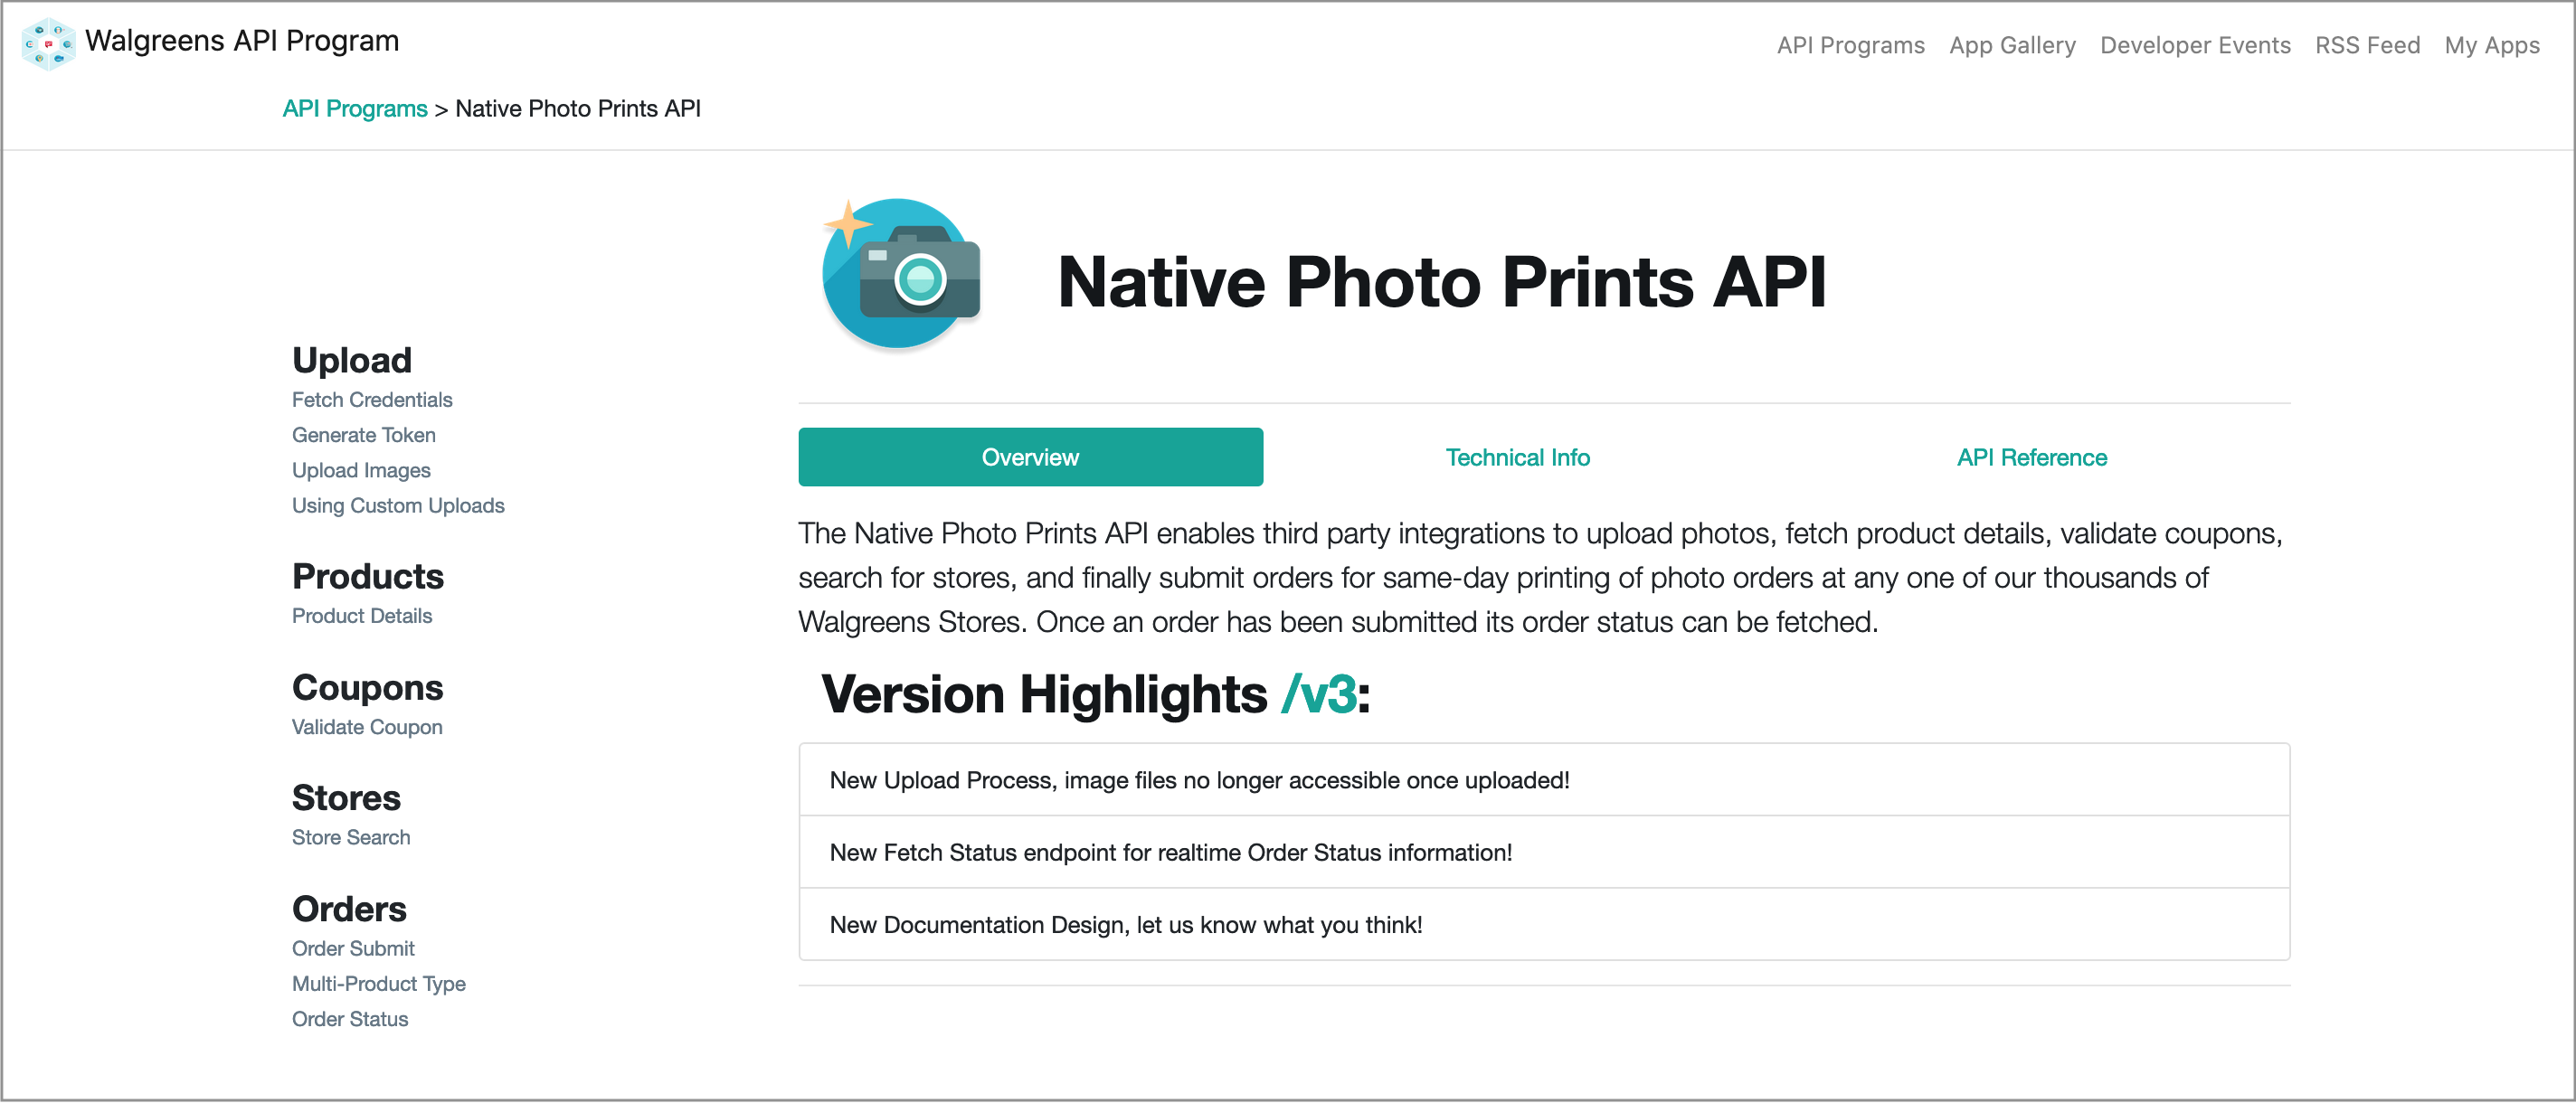 Walgreens API Program
API Programs
App Gallery
Developer Events
RSS Feed
My Apps
API Programs > Native Photo Prints API
Upload
Fetch Credentials
Generate Token
Upload Images
Using Custom Uploads
Products
Product Details
Coupons
Validate Coupon
Stores
Store Search
Orders
Order Submit
Multi-Product Type
Order Status
Native Photo Prints API
Overview
Technical Info
API Reference
The Native Photo Prints API enables third party integrations to upload photos, fetch product details, validate coupons,
search for stores, and finally submit orders for same-day printing of photo orders at any one of our thousands of
Walgreens Stores. Once an order has been submitted its order status can be fetched.
Version Highlights /v3:
New Upload Process, image files no longer accessible once uploaded!
New Fetch Status endpoint for realtime Order Status information!
New Documentation Design, let us know what you think!